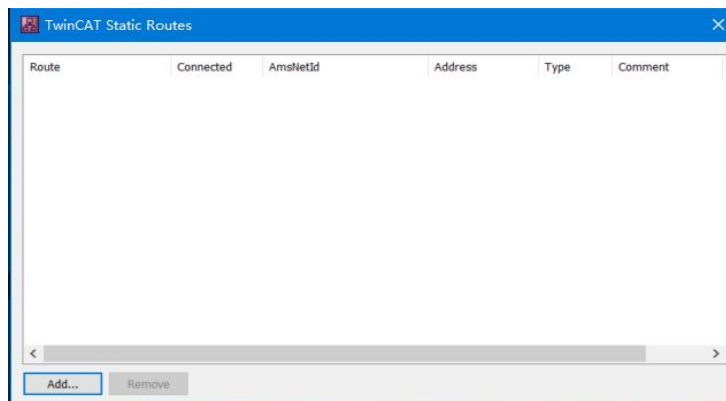 TwinCAT Static Routes
Route Connected AmsNetId Address Type Comment
Add... Remove